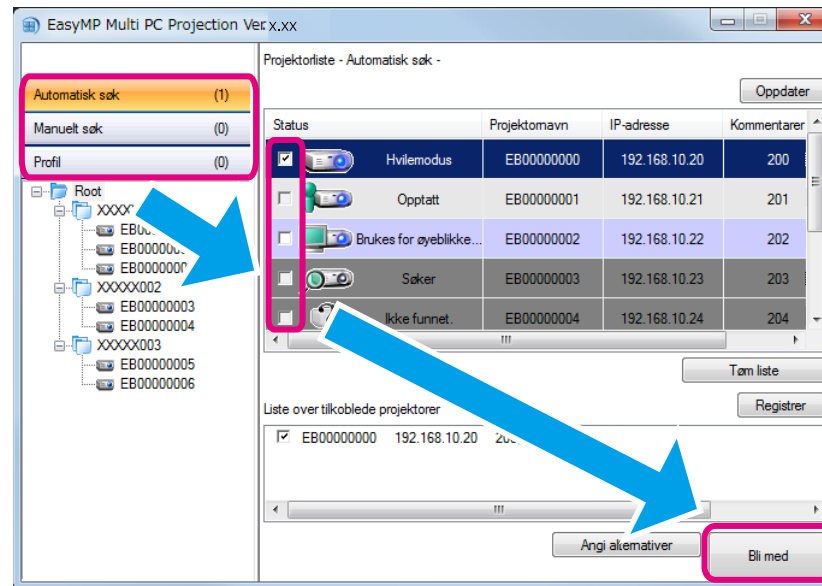 EasyMP Multi PC Projection Ver. x.xx
Projektorliste - Automatisk søk -
Automatisk søk (1)
Oppdater
Manuelt søk (0)
Status Projektornavn IP-adresse Kommentarer
Profil (0)
Hvilemodus EB00000000 192.168.10.20 200
Root
Opptatt EB00000001 192.168.10.21 201
Brukes for øyeblikke... EB00000002 192.168.10.22 202
XXXXX002
Søker EB00000003 192.168.10.23 203
EB00000003
EB00000004
Ikke funnet. EB00000004 192.168.10.24 204
XXXXX003
EB00000005
Tøm liste
EB00000006
Liste over tilkoblede projektorer
Registrer
EB00000000 192.168.10.20
Angi alternativer
Bli med